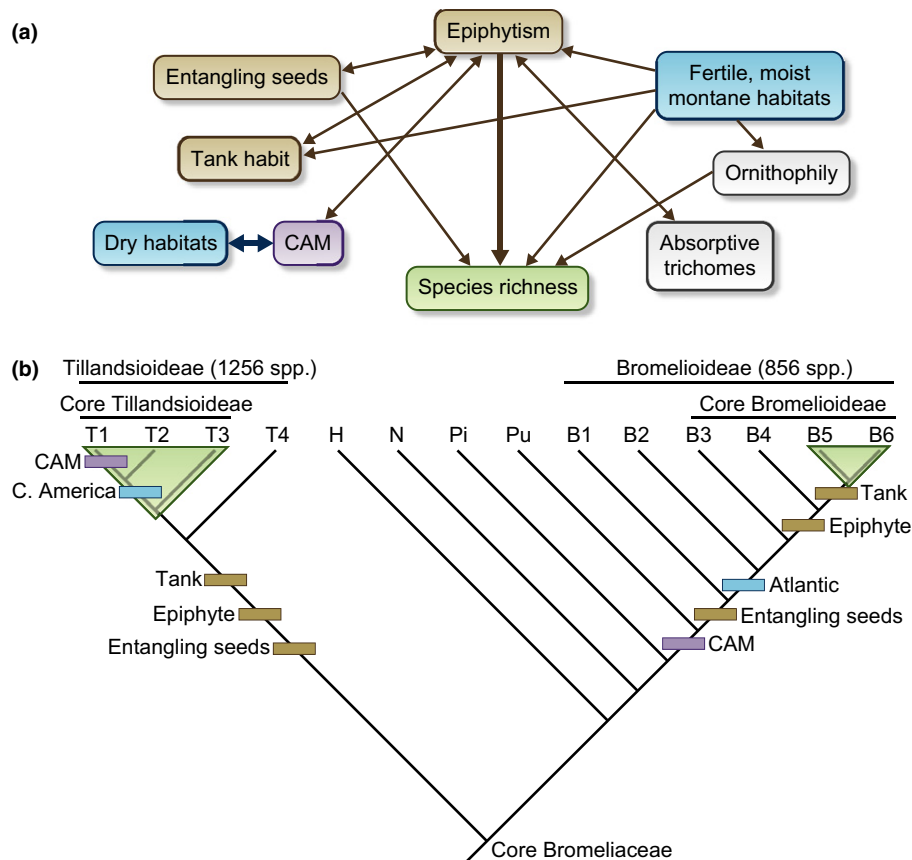 (a)
Epiphytism
Entangling seeds
Fertile, moist
montane habitats
Tank habit
Ornithophily
Dry habitats
CAM
Absorptive
trichomes
Species richness
(b)
Tillandsioideae (1256 spp.)
Bromelioideae (856 spp.)
Core Tillandsioideae
Core Bromelioideae
T1 T2 T3 T4 H N Pi Pu B1 B2 B3 B4 B5 B6
CAM
C. America
Tank
Epiphyte
Tank
Atlantic
Epiphyte
Entangling seeds
Entangling seeds
CAM
Core Bromeliaceae